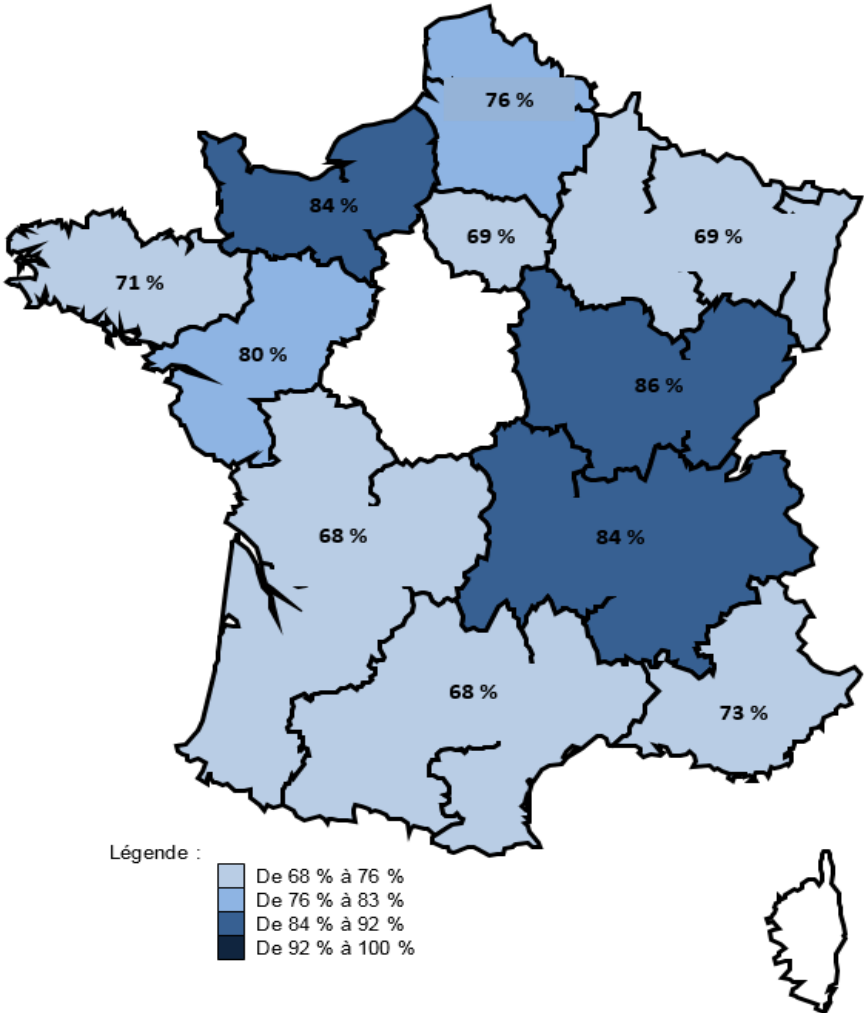 76 %
84 %
69 %
69 %
71 %
80 %
86 %
68 %
84 %
68 %
73 %
Légende :
De 68 % à 76 %
De 76 % à 83 %
De 84 % à 92 %
De 92 % à 100 %